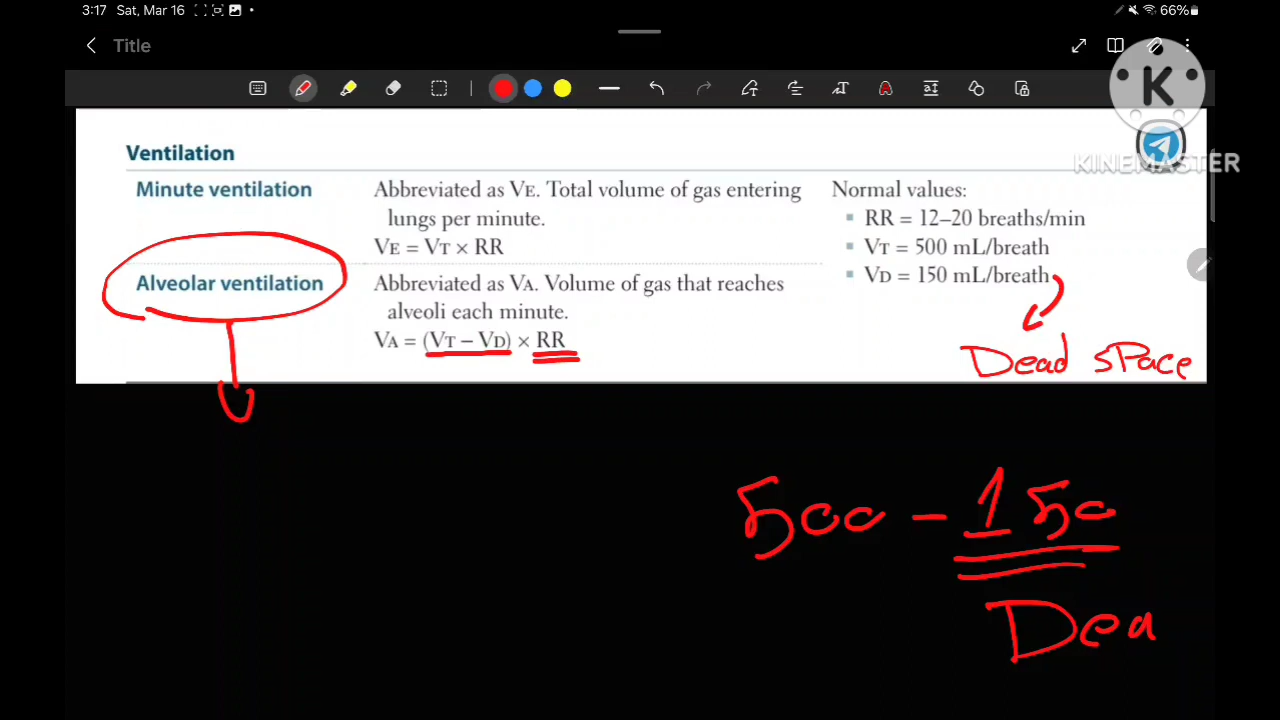 3:17 Sat, Mar 16
66%
Title
K
KINEMASTER
Ventilation
Minute ventilation
Abbreviated as VE. Total volume of gas entering
lungs per minute.
VE = VT × RR
Alveolar ventilation
Abbreviated as VA. Volume of gas that reaches
alveoli each minute.
VA = (VT – VD) × RR
Normal values:
▪ RR = 12–20 breaths/min
▪ VT = 500 mL/breath
▪ VD = 150 mL/breath
Dead sPace
500 - 150
Dea